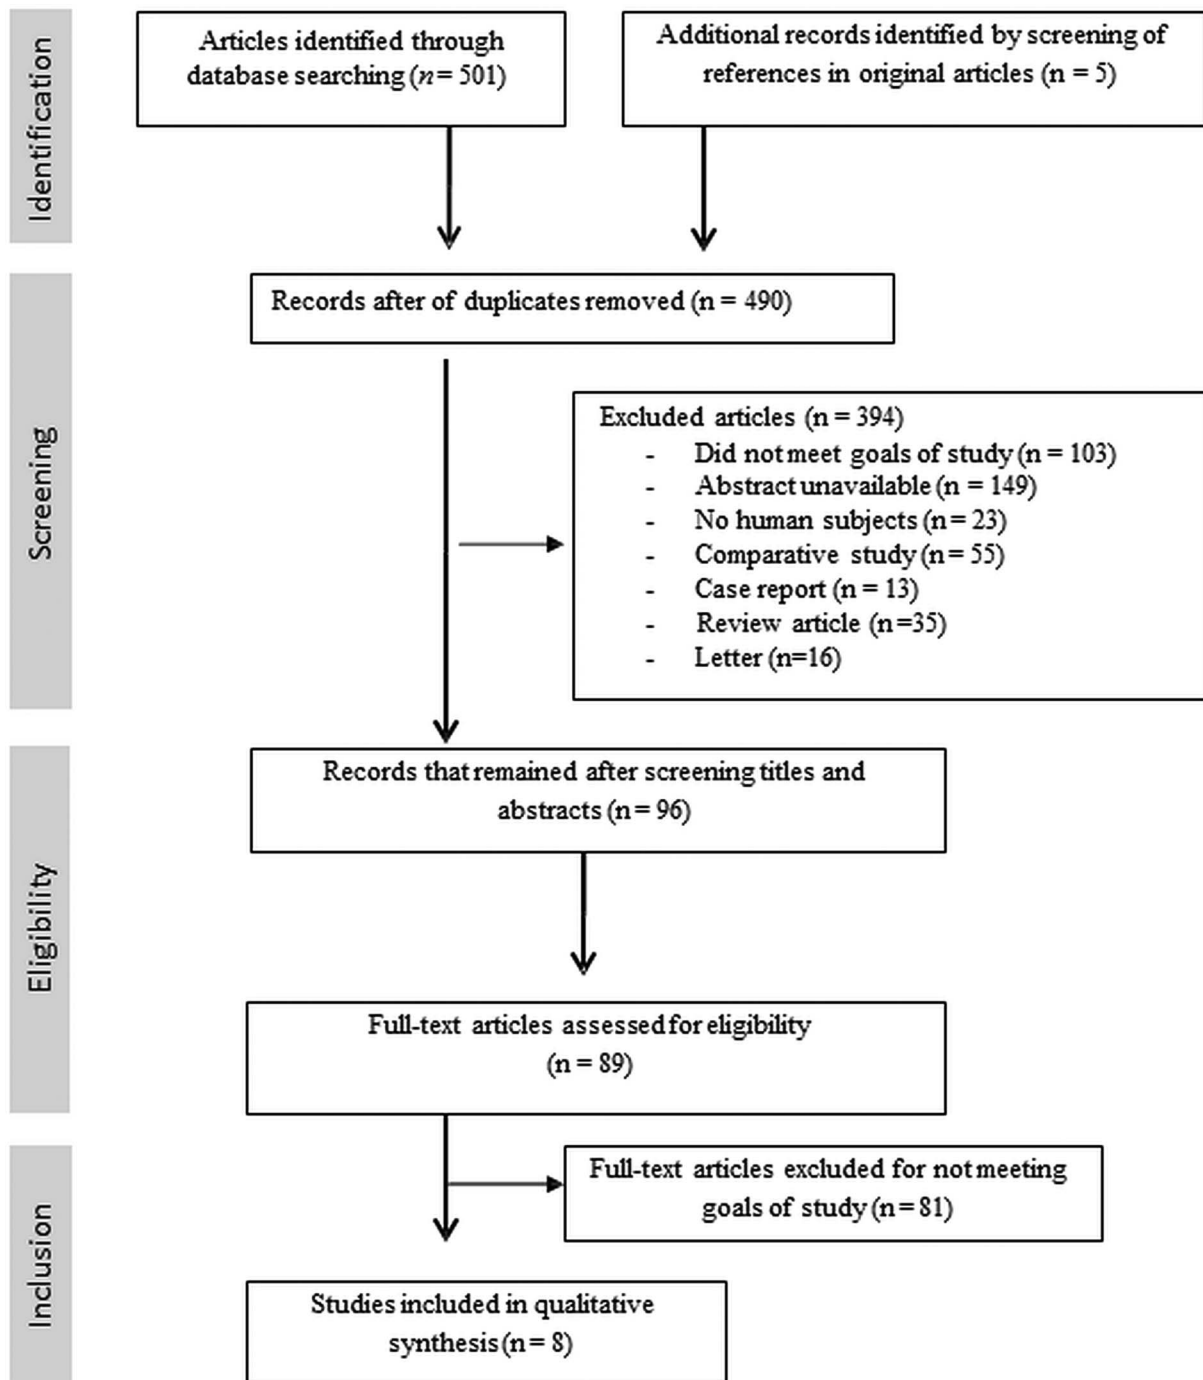 Identification
Articles identified through
database searching (n = 501)
Additional records identified by screening of
references in original articles (n = 5)
Screening
Records after of duplicates removed (n = 490)
Excluded articles (n = 394)
- Did not meet goals of study (n = 103)
- Abstract unavailable (n = 149)
- No human subjects (n = 23)
- Comparative study (n = 55)
- Case report (n = 13)
- Review article (n =35)
- Letter (n=16)
Eligibility
Records that remained after screening titles and
abstracts (n = 96)
Full-text articles assessed for eligibility
(n = 89)
Inclusion
Full-text articles excluded for not meeting
goals of study (n = 81)
Studies included in qualitative
synthesis (n = 8)